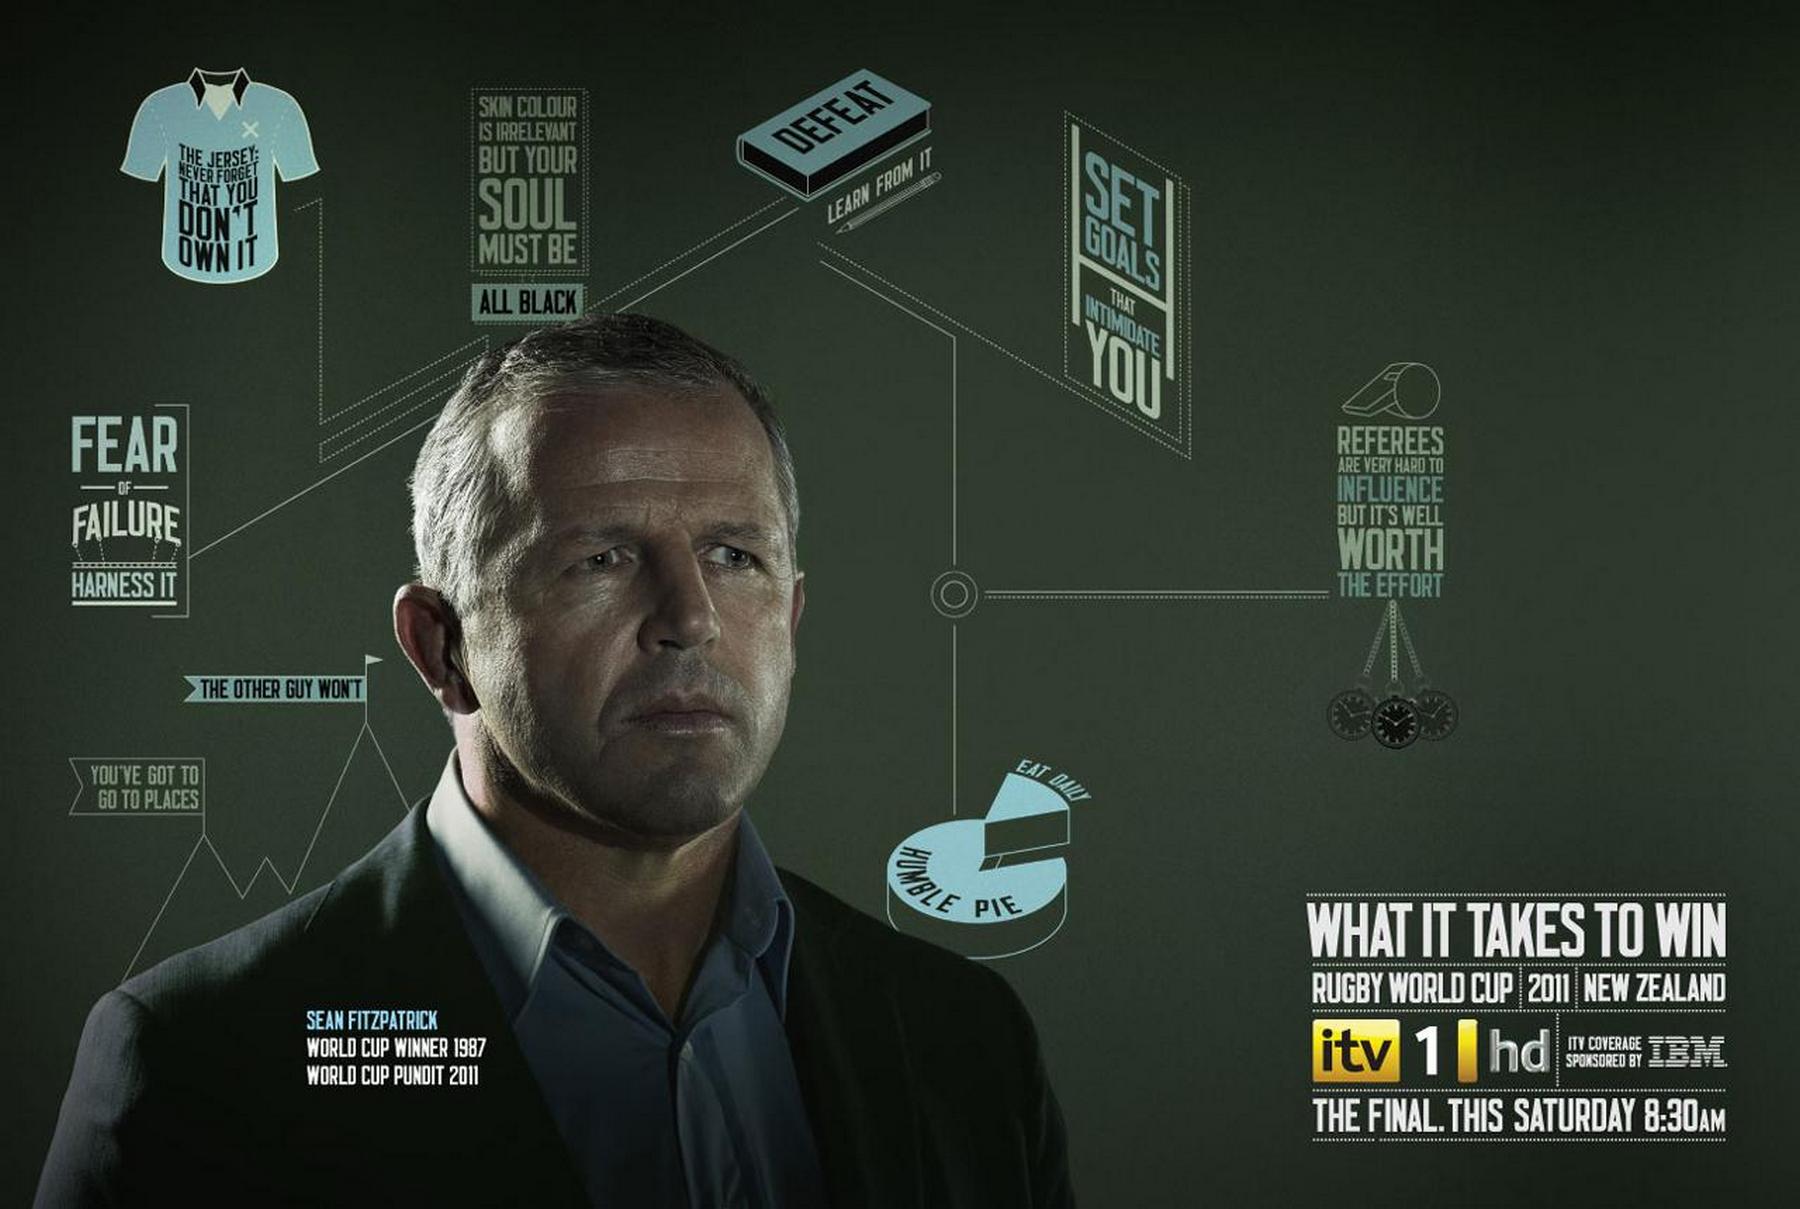 THE JERSEY:
NEVER FORGET
THAT YOU
DON'T
OWN IT
SKIN COLOUR
IS IRRELEVANT
BUT YOUR
SOUL
MUST BE
ALL BLACK
DEFEAT
LEARN FROM IT
SET
GOALS
THAT
INTIMIDATE
YOU
FEAR
OF
FAILURE
HARNESS IT
REFEREES
ARE VERY HARD TO
INFLUENCE
BUT IT'S WELL
WORTH
THE EFFORT
THE OTHER GUY WON'T
YOU'VE GOT TO
GO TO PLACES
EAT DAILY
HUMBLE PIE
SEAN FITZPATRICK
WORLD CUP WINNER 1987
WORLD CUP PUNDIT 2011
WHAT IT TAKES TO WIN
RUGBY WORLD CUP 2011 NEW ZEALAND
itv 1 hd ITV COVERAGE
SPONSORED BY IBM
THE FINAL. THIS SATURDAY 8:30AM